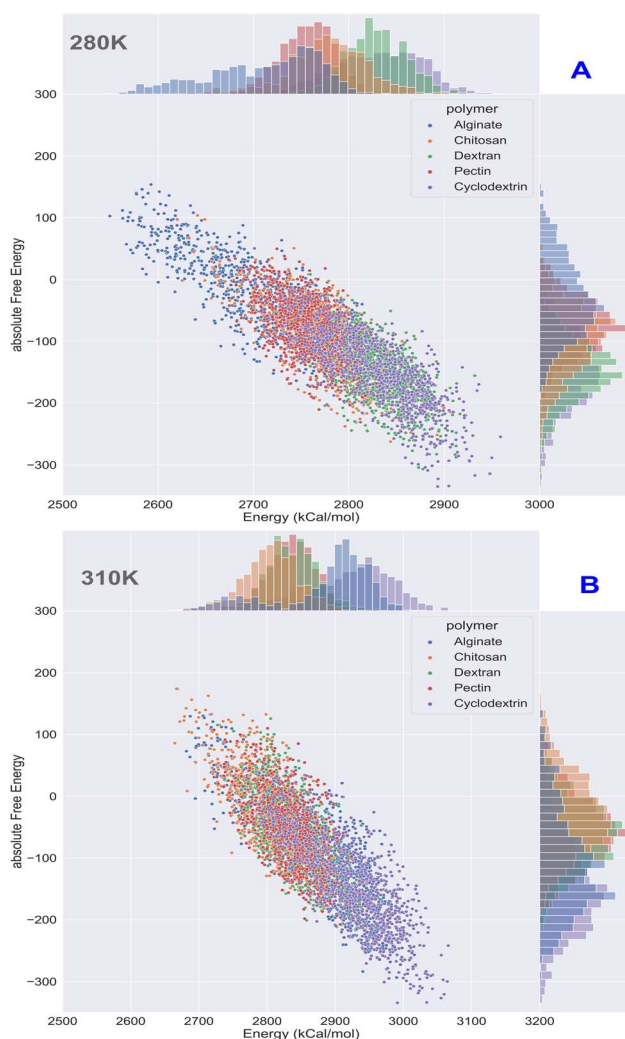 280K
A
300
polymer
Alginate
Chitosan
Dextran
Pectin
Cyclodextrin
200
100
0
−100
−200
−300
absolute Free Energy
2500 2600 2700 2800 2900 3000
Energy (kCal/mol)
310K
B
300
polymer
Alginate
Chitosan
Dextran
Pectin
Cyclodextrin
200
100
0
−100
−200
−300
absolute Free Energy
2500 2600 2700 2800 2900 3000 3100 3200
Energy (kCal/mol)